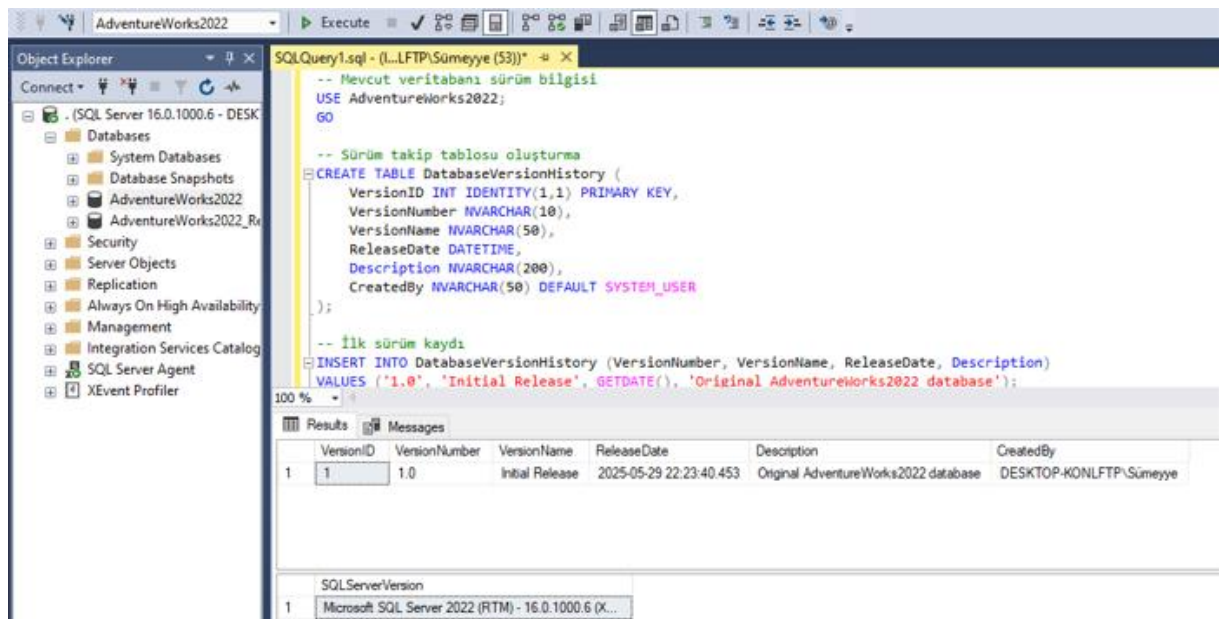 AdventureWorks2022
Execute
Object Explorer
Connect
. (SQL Server 16.0.1000.6 - DESK
Databases
System Databases
Database Snapshots
AdventureWorks2022
AdventureWorks2022_Re
Security
Server Objects
Replication
Always On High Availability
Management
Integration Services Catalog
SQL Server Agent
XEvent Profiler
SQLQuery1.sql - (l...LFTP\Sümeyye (53))*
-- Mevcut veritabanı sürüm bilgisi
USE AdventureWorks2022;
GO
-- Sürüm takip tablosu oluşturma
CREATE TABLE DatabaseVersionHistory (
VersionID INT IDENTITY(1,1) PRIMARY KEY,
VersionNumber NVARCHAR(10),
VersionName NVARCHAR(50),
ReleaseDate DATETIME,
Description NVARCHAR(200),
CreatedBy NVARCHAR(50) DEFAULT SYSTEM_USER
);
-- İlk sürüm kaydı
INSERT INTO DatabaseVersionHistory (VersionNumber, VersionName, ReleaseDate, Description)
VALUES ('1.0', 'Initial Release', GETDATE(), 'Original AdventureWorks2022 database');
100 %
Results Messages
VersionID VersionNumber VersionName ReleaseDate Description CreatedBy
1 1 1.0 Initial Release 2025-05-29 22:23:40.453 Original AdventureWorks2022 database DESKTOP-KONLFTP\Sümeyye
SQLServerVersion
1 Microsoft SQL Server 2022 (RTM) - 16.0.1000.6 (X...